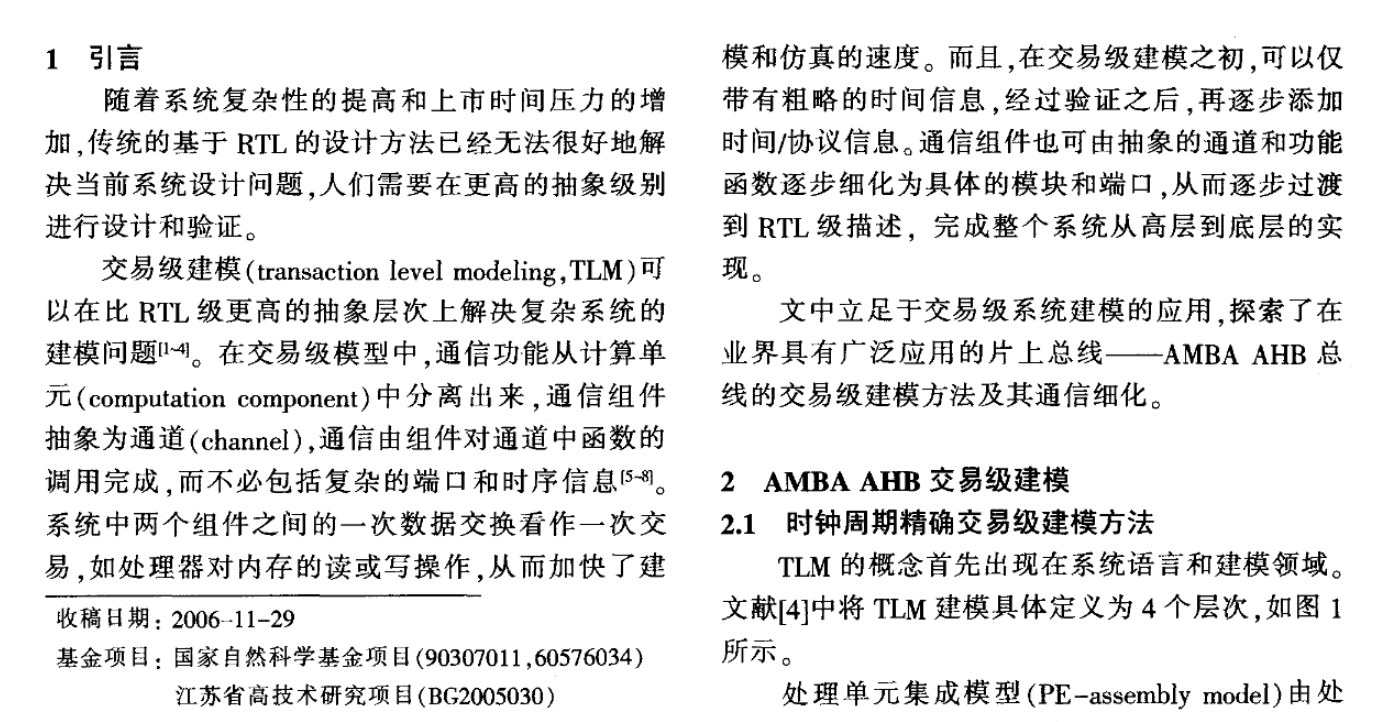 1 引言
随着系统复杂性的提高和上市时间压力的增
加,传统的基于 RTL 的设计方法已经无法很好地解
决当前系统设计问题,人们需要在更高的抽象级别
进行设计和验证。
交易级建模(transaction level modeling,TLM)可
以在比 RTL 级更高的抽象层次上解决复杂系统的
建模问题[1~4]。在交易级模型中,通信功能从计算单
元(computation component)中分离出来,通信组件
抽象为通道(channel),通信由组件对通道中函数的
调用完成,而不必包括复杂的端口和时序信息[5~8]。
系统中两个组件之间的一次数据交换看作一次交
易,如处理器对内存的读或写操作,从而加快了建
收稿日期: 2006-11-29
基金项目: 国家自然科学基金项目(90307011,60576034)
江苏省高技术研究项目(BG2005030)
模和仿真的速度。而且,在交易级建模之初,可以仅
带有粗略的时间信息,经过验证之后,再逐步添加
时间/协议信息。通信组件也可由抽象的通道和功能
函数逐步细化为具体的模块和端口,从而逐步过渡
到 RTL 级描述, 完成整个系统从高层到底层的实
现。
文中立足于交易级系统建模的应用,探索了在
业界具有广泛应用的片上总线——AMBA AHB 总
线的交易级建模方法及其通信细化。
2 AMBA AHB 交易级建模
2.1 时钟周期精确交易级建模方法
TLM 的概念首先出现在系统语言和建模领域。
文献[4]中将 TLM 建模具体定义为 4 个层次,如图 1
所示。
处理单元集成模型(PE-assembly model)由处